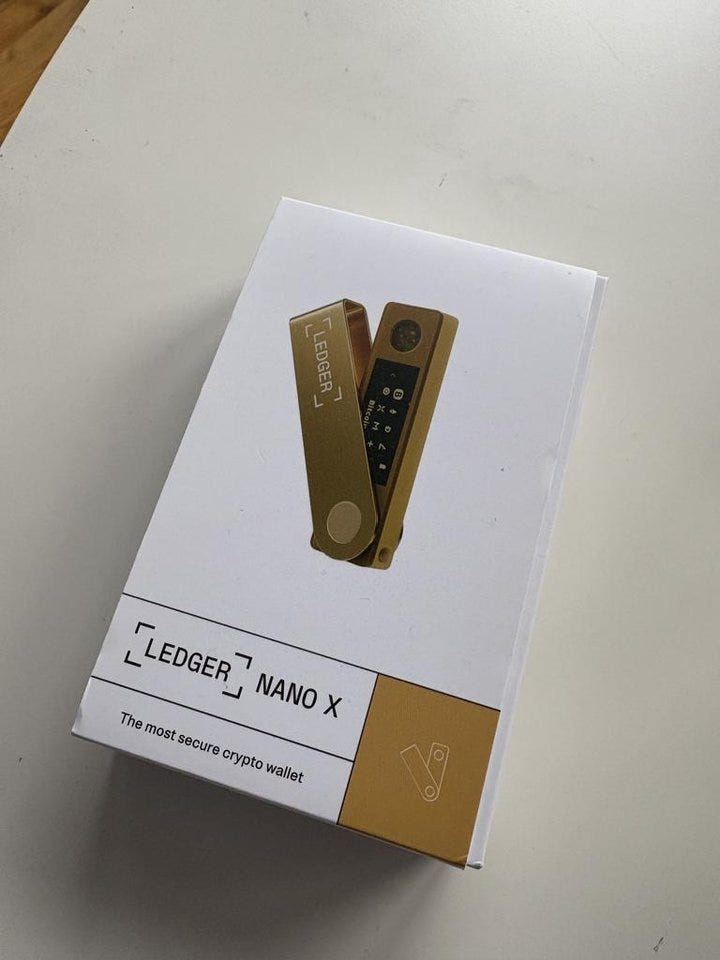 LEDGER
Bitcoin
LEDGER NANO X
The most secure crypto wallet